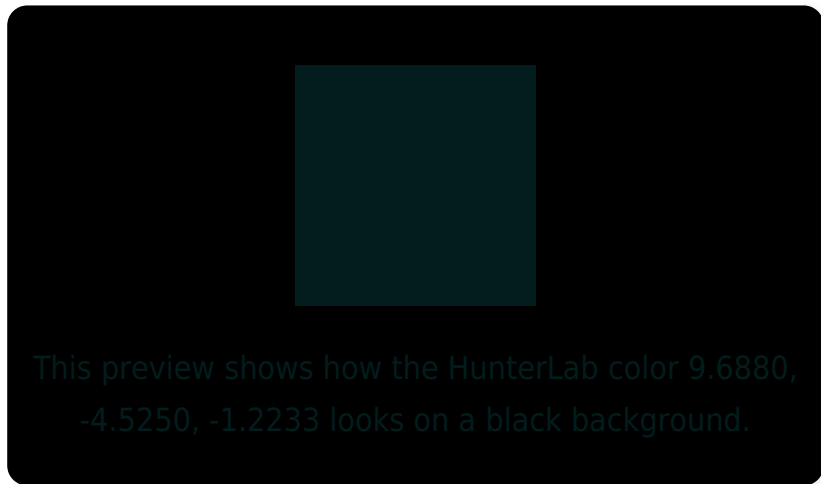 This preview shows how the HunterLab color 9.6880,
-4.5250, -1.2233 looks on a black background.